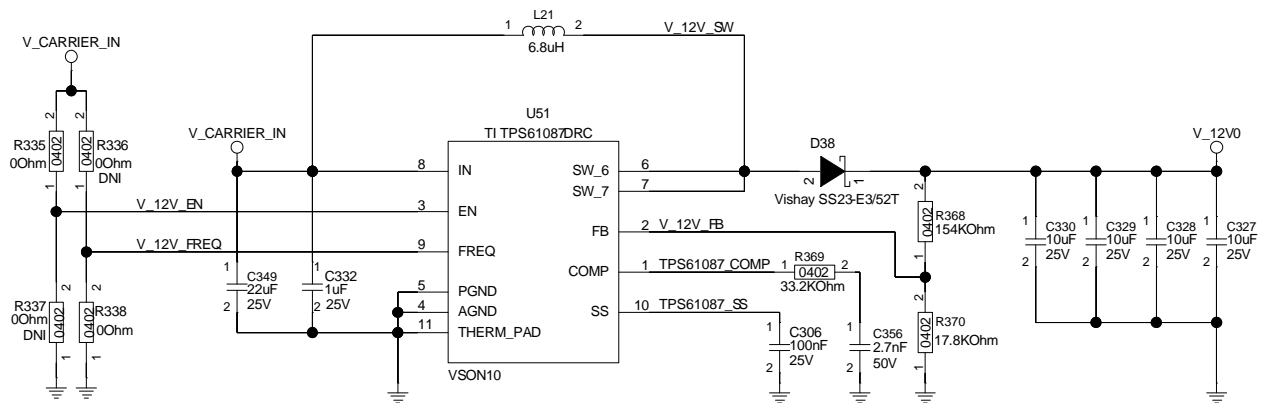 L21
1
2
V_12V_SW
6.8uH
V_CARRIER_IN
2
2
R335
0402
0402
R336
0Ohm
0Ohm
DNI
1
1
V_CARRIER_IN
U51
TI TPS61087DRC
8
IN
SW_6
6
SW_7
7
D38
2
1
Vishay SS23-E3/52T
V_12V0
V_12V_EN
3
EN
FB
2
V_12V_FB
2
0402
R368
154KOhm
1
V_12V_FREQ
9
FREQ
COMP
1
TPS61087_COMP
1
R369
0402
2
33.2KOhm
1
C330
10uF
25V
2
1
C329
10uF
25V
2
1
C328
10uF
25V
2
1
C327
10uF
25V
2
1
C349
22uF
25V
2
1
C332
1uF
25V
2
5
PGND
4
AGND
11
THERM_PAD
SS
10
TPS61087_SS
2
2
R337
0402
0402
R338
0Ohm
0Ohm
DNI
1
1
1
C306
100nF
25V
2
1
C356
2.7nF
50V
2
2
0402
R370
17.8KOhm
1
VSON10